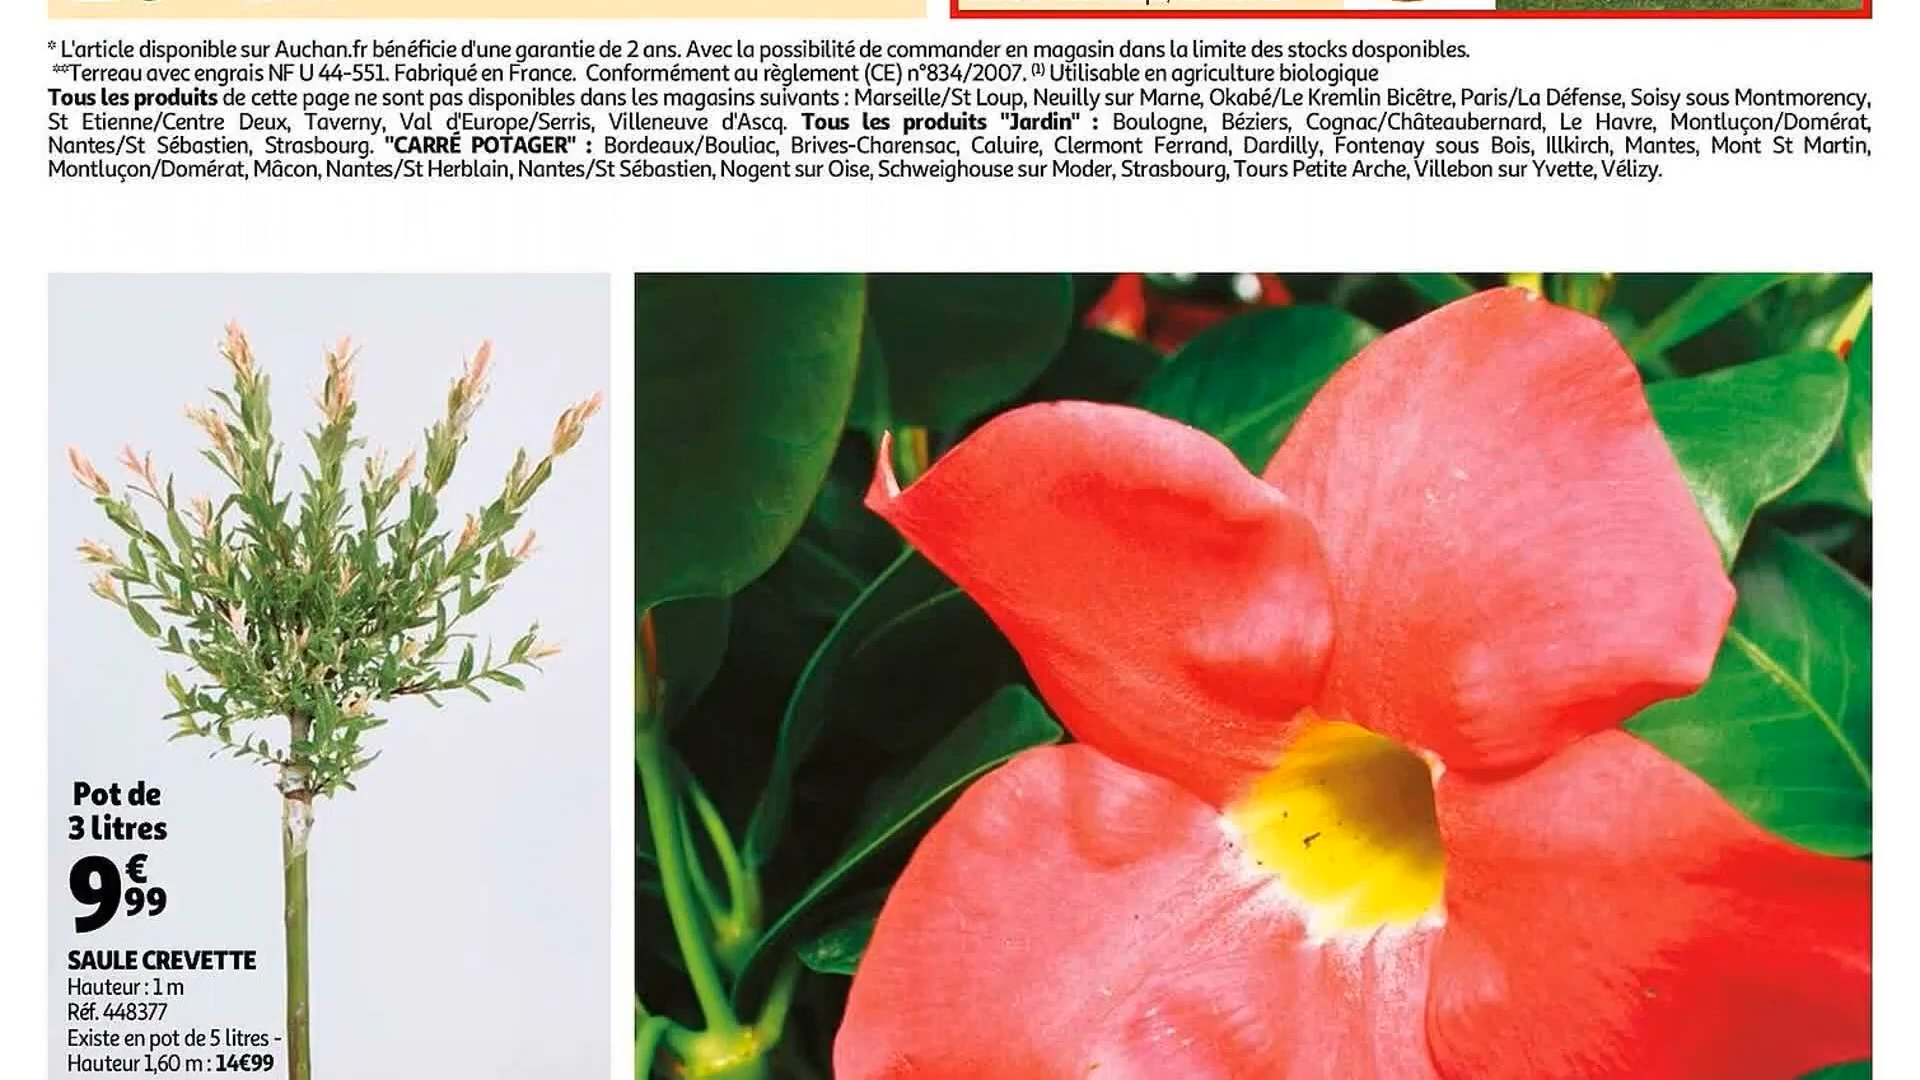 * L'article disponible sur Auchan.fr bénéficie d'une garantie de 2 ans. Avec la possibilité de commander en magasin dans la limite des stocks dosponibles.
**Terreau avec engrais NF U 44-551. Fabriqué en France. Conformément au règlement (CE) n°834/2007. (1) Utilisable en agriculture biologique
Tous les produits de cette page ne sont pas disponibles dans les magasins suivants : Marseille/St Loup, Neuilly sur Marne, Okabé/Le Kremlin Bicêtre, Paris/La Défense, Soisy sous Montmorency,
St Etienne/Centre Deux, Taverny, Val d'Europe/Serris, Villeneuve d'Ascq. Tous les produits "Jardin" : Boulogne, Béziers, Cognac/Châteaubernard, Le Havre, Montluçon/Domérat,
Nantes/St Sébastien, Strasbourg. "CARRÉ POTAGER" : Bordeaux/Bouliac, Brives-Charensac, Caluire, Clermont Ferrand, Dardilly, Fontenay sous Bois, Illkirch, Mantes, Mont St Martin,
Montluçon/Domérat, Mâcon, Nantes/St Herblain, Nantes/St Sébastien, Nogent sur Oise, Schweighouse sur Moder, Strasbourg, Tours Petite Arche, Villebon sur Yvette, Vélizy.
Pot de
3 litres
9€99
SAULE CREVETTE
Hauteur : 1 m
Réf. 448377
Existe en pot de 5 litres -
Hauteur 1,60 m : 14€99